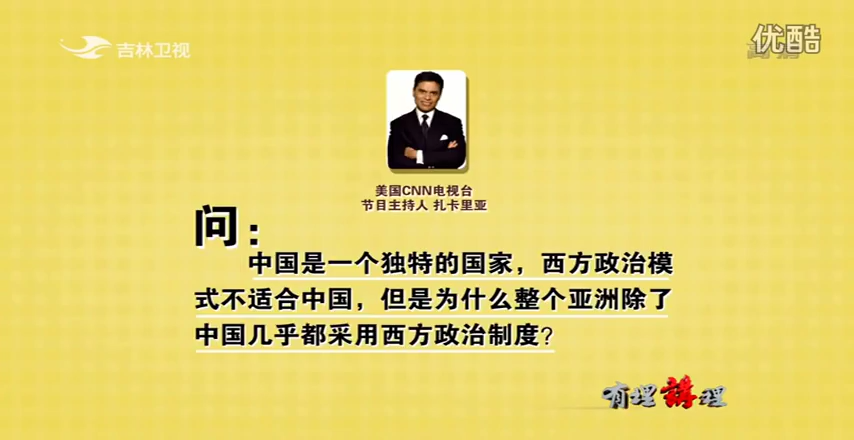 吉林卫视
优酷
美国CNN电视台
节目主持人 扎卡里亚
问：
中国是一个独特的国家，西方政治模
式不适合中国，但是为什么整个亚洲除了
中国几乎都采用西方政治制度?
有理講理